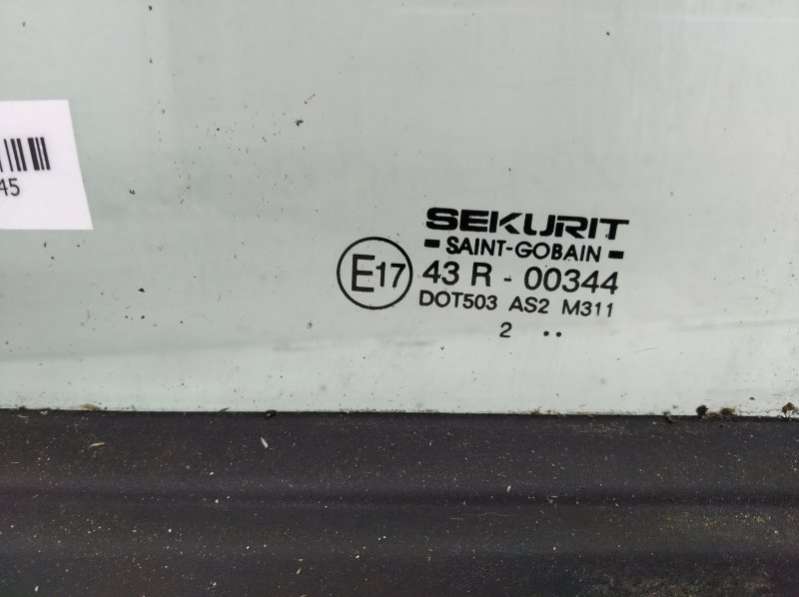 45
SEKURIT
- SAINT-GOBAIN -
E17 43 R - 00344
DOT503 AS2 M311
2 ..